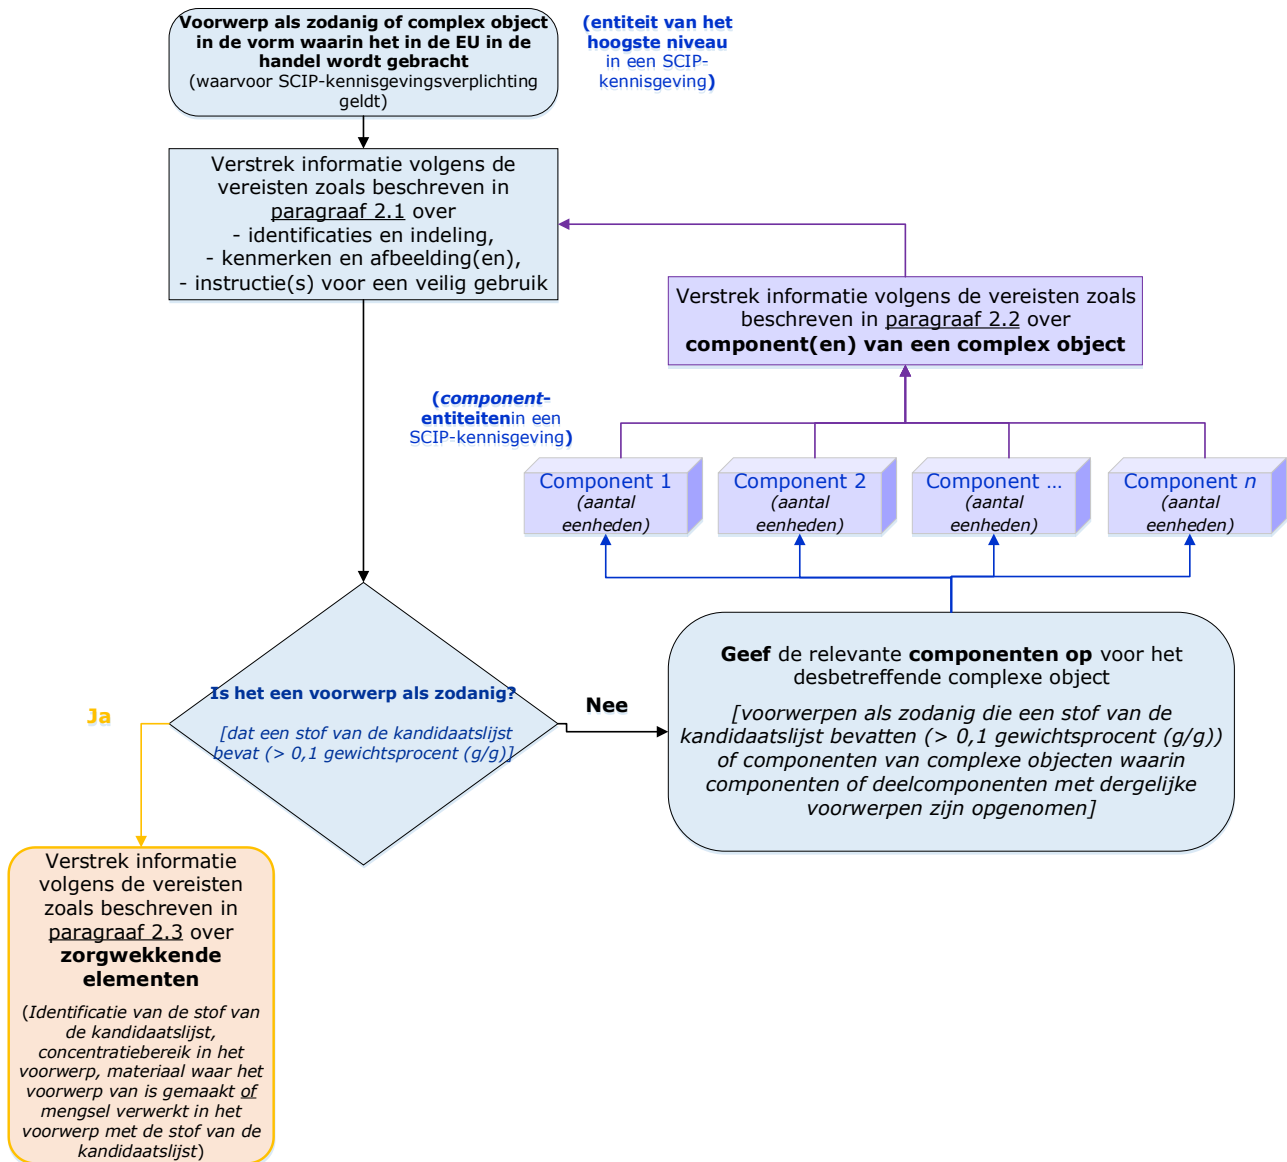 Voorwerp als zodanig of complex object
in de vorm waarin het in de EU in de
handel wordt gebracht
(waarvoor SCIP-kennisgevingsverplichting
geldt)
(entiteit van het
hoogste niveau
in een SCIP-
kennisgeving)
Verstrek informatie volgens de
vereisten zoals beschreven in
paragraaf 2.1 over
- identificaties en indeling,
- kenmerken en afbeelding(en),
- instructie(s) voor een veilig gebruik
Verstrek informatie volgens de vereisten zoals
beschreven in paragraaf 2.2 over
component(en) van een complex object
(component-
entiteitenin een
SCIP-kennisgeving)
Component 1
(aantal
eenheden)
Component 2
(aantal
eenheden)
Component ...
(aantal
eenheden)
Component n
(aantal
eenheden)
Is het een voorwerp als zodanig?
[dat een stof van de kandidaatslijst
bevat (> 0,1 gewichtsprocent (g/g)]
Ja
Nee
Geef de relevante componenten op voor het
desbetreffende complexe object
[voorwerpen als zodanig die een stof van de
kandidaatslijst bevatten (> 0,1 gewichtsprocent (g/g))
of componenten van complexe objecten waarin
componenten of deelcomponenten met dergelijke
voorwerpen zijn opgenomen]
Verstrek informatie
volgens de vereisten
zoals beschreven in
paragraaf 2.3 over
zorgwekkende
elementen
(Identificatie van de stof van
de kandidaatslijst,
concentratiebereik in het
voorwerp, materiaal waar het
voorwerp van is gemaakt of
mengsel verwerkt in het
voorwerp met de stof van de
kandidaatslijst)